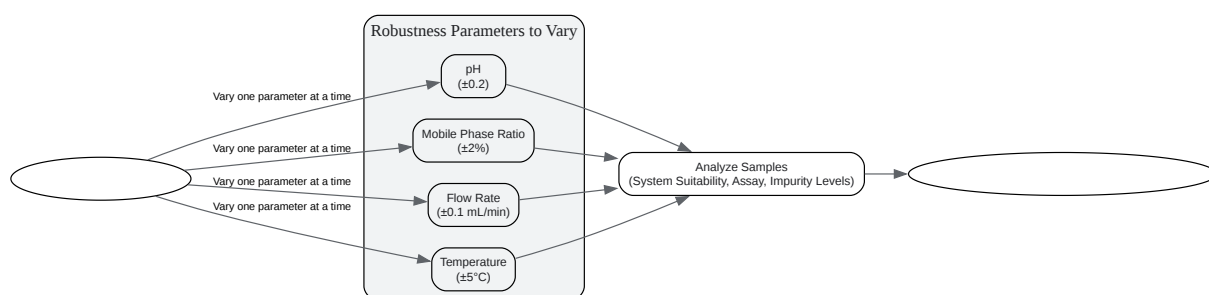 Robustness Parameters to Vary
pH
(±0.2)
Vary one parameter at a time
Mobile Phase Ratio
(±2%)
Vary one parameter at a time
Analyze Samples
(System Suitability, Assay, Impurity Levels)
Vary one parameter at a time
Flow Rate
(±0.1 mL/min)
Vary one parameter at a time
Temperature
(±5°C)